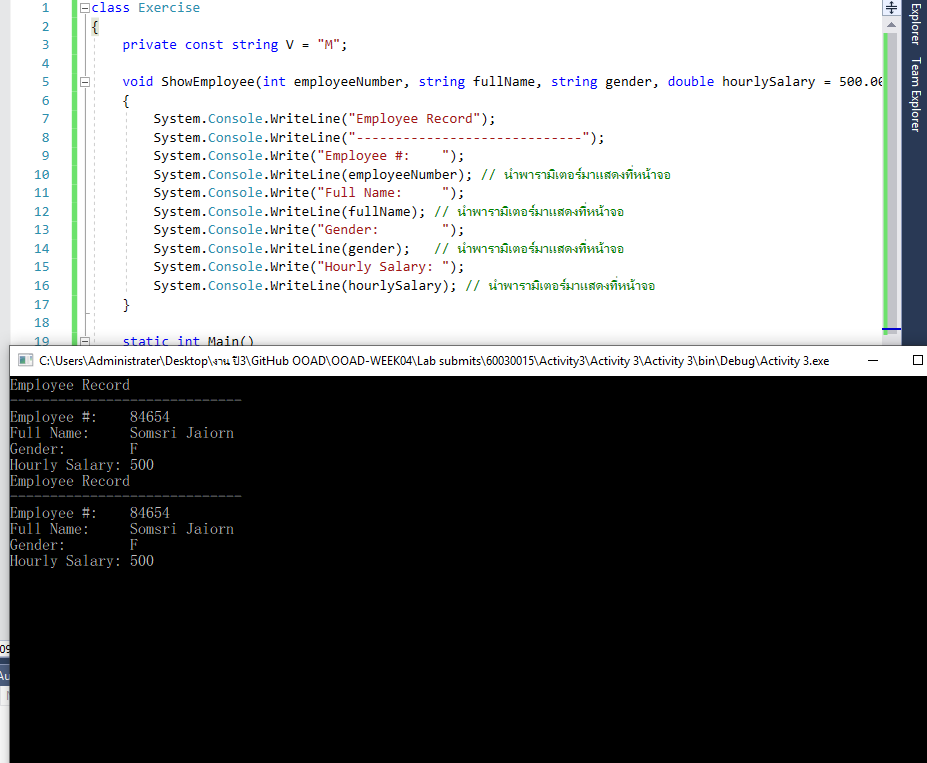 1 class Exercise
2 {
3 private const string V = "M";
4
5 void ShowEmployee(int employeeNumber, string fullName, string gender, double hourlySalary = 500.00
6 {
7 System.Console.WriteLine("Employee Record");
8 System.Console.WriteLine("-----------------------------");
9 System.Console.Write("Employee #:    ");
10 System.Console.WriteLine(employeeNumber); // นำพารามิเตอร์มาแสดงที่หน้าจอ
11 System.Console.Write("Full Name:     ");
12 System.Console.WriteLine(fullName); // นำพารามิเตอร์มาแสดงที่หน้าจอ
13 System.Console.Write("Gender:        ");
14 System.Console.WriteLine(gender);   // นำพารามิเตอร์มาแสดงที่หน้าจอ
15 System.Console.Write("Hourly Salary: ");
16 System.Console.WriteLine(hourlySalary); // นำพารามิเตอร์มาแสดงที่หน้าจอ
17 }
18
19 static int Main()
Explorer
Team Explorer
C:\Users\Administrater\Desktop\งาน ปี3\GitHub OOAD\OOAD-WEEK04\Lab submits\60030015\Activity3\Activity 3\Activity 3\bin\Debug\Activity 3.exe
Employee Record
-----------------------------
Employee #:    84654
Full Name:     Somsri Jaiorn
Gender:        F
Hourly Salary: 500
Employee Record
-----------------------------
Employee #:    84654
Full Name:     Somsri Jaiorn
Gender:        F
Hourly Salary: 500